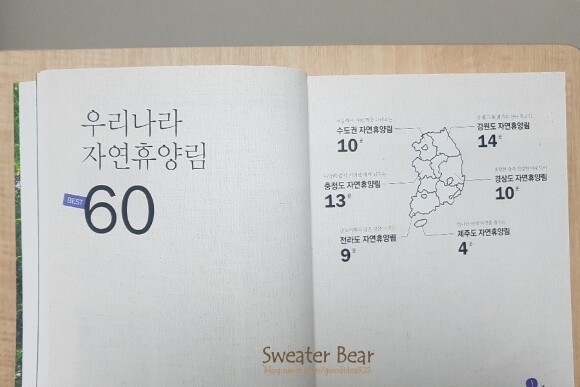 우리나라
자연휴양림
BEST
60
수도권 자연휴양림
10곳
강원도 자연휴양림
14곳
충청도 자연휴양림
13곳
경상도 자연휴양림
10곳
전라도 자연휴양림
9곳
제주도 자연휴양림
4곳
Sweater Bear